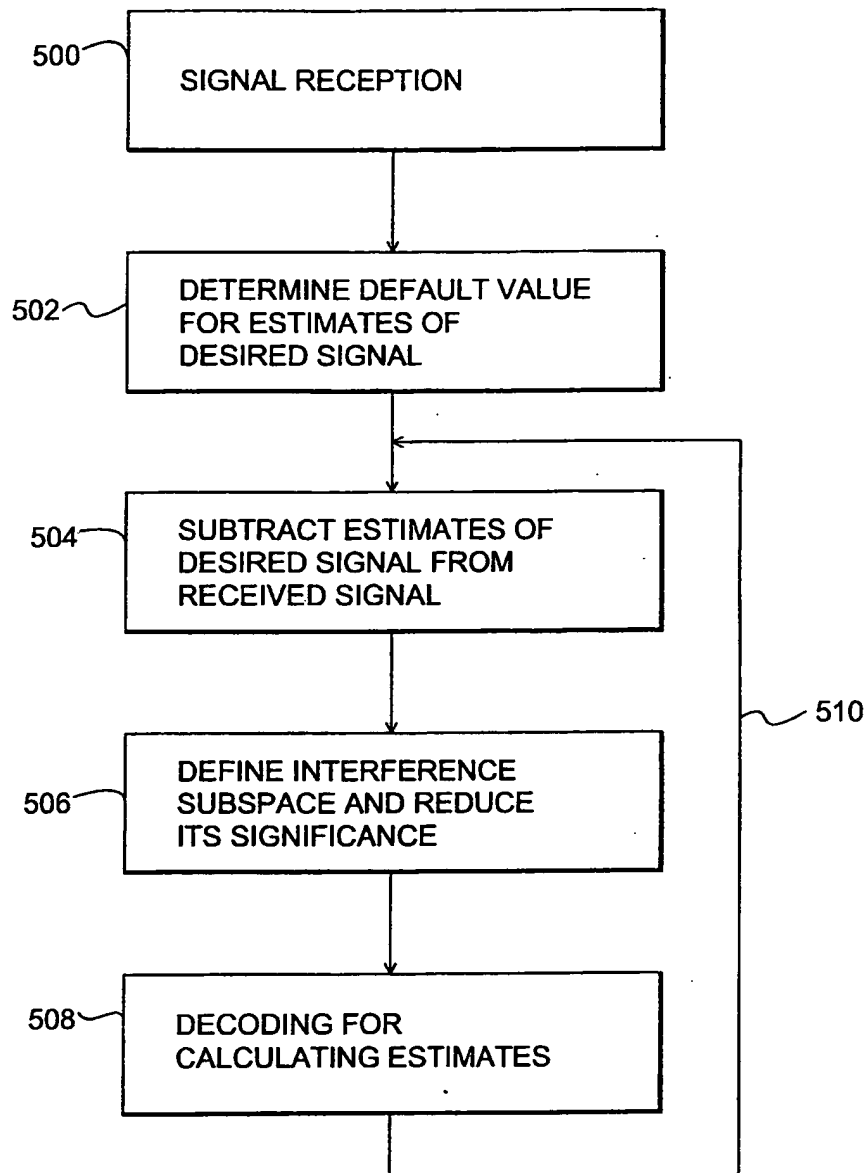 500
SIGNAL RECEPTION
502
DETERMINE DEFAULT VALUE
FOR ESTIMATES OF
DESIRED SIGNAL
504
SUBTRACT ESTIMATES OF
DESIRED SIGNAL FROM
RECEIVED SIGNAL
510
506
DEFINE INTERFERENCE
SUBSPACE AND REDUCE
ITS SIGNIFICANCE
508
DECODING FOR
CALCULATING ESTIMATES